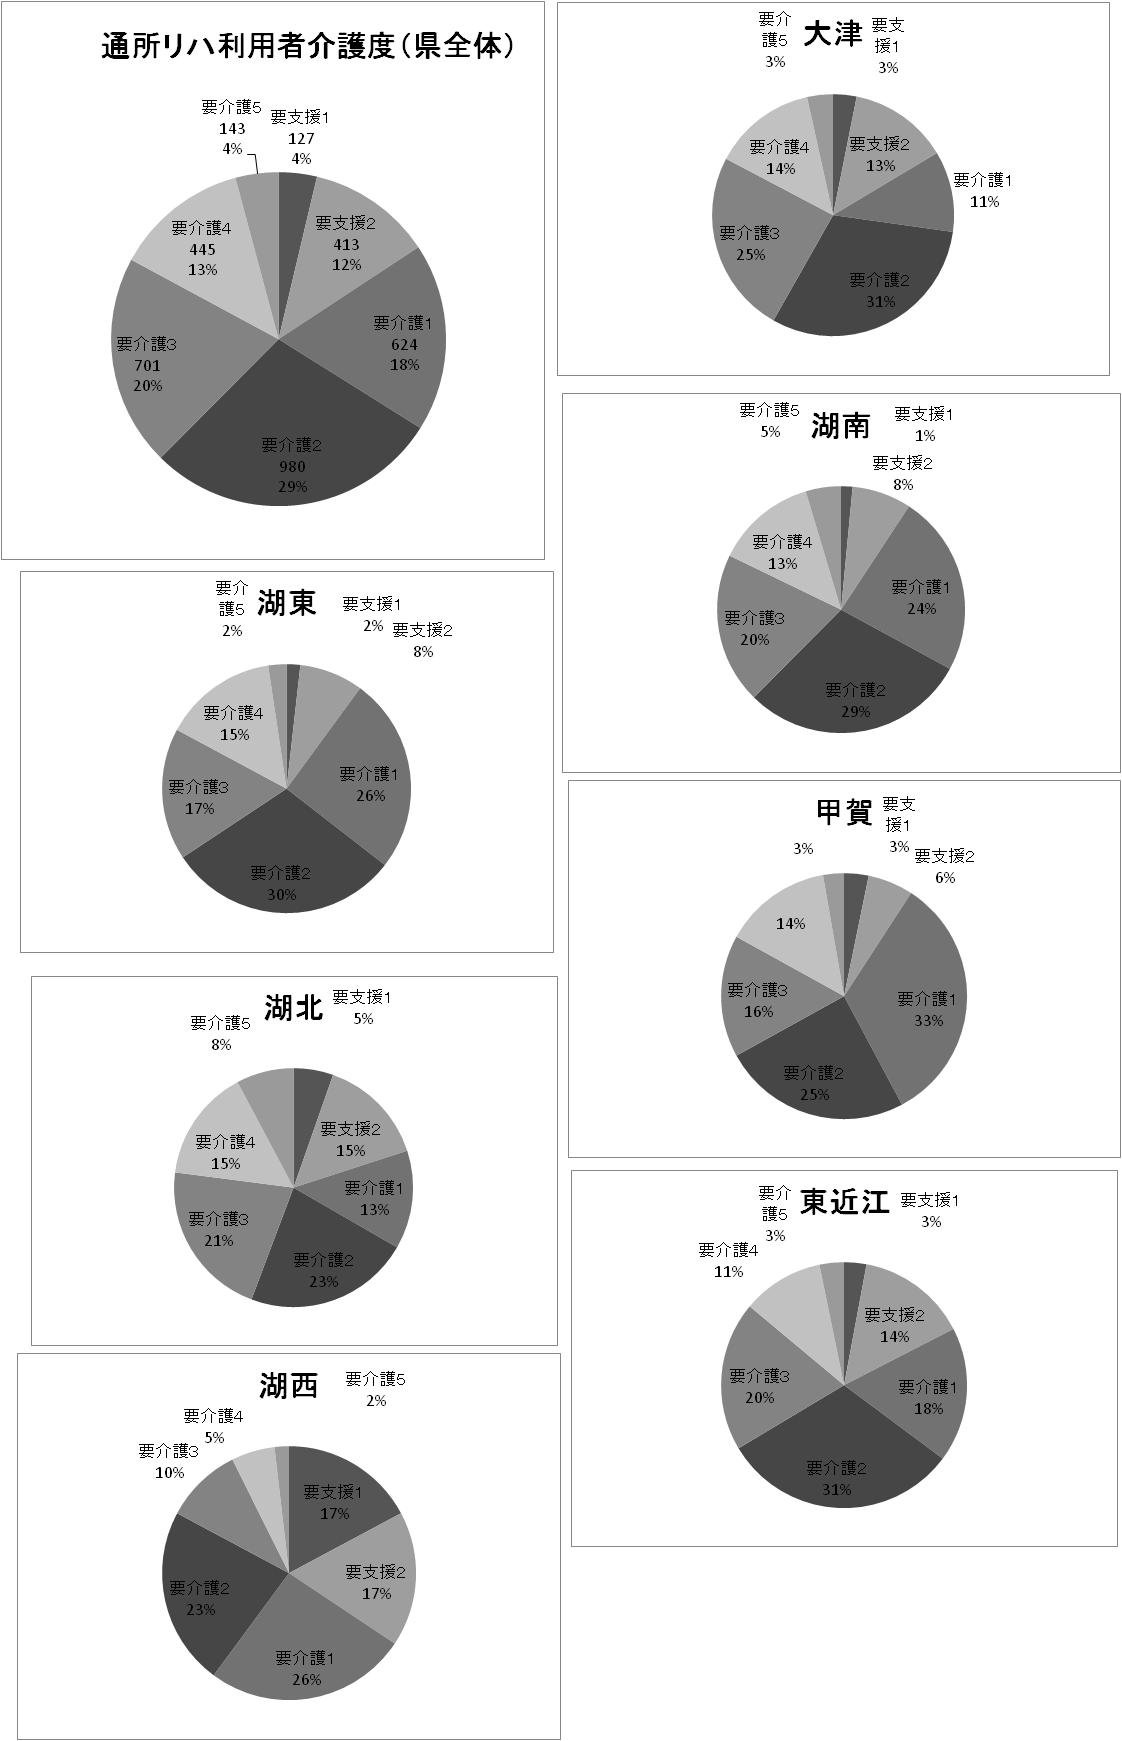 通所リハ利用者介護度（県全体）
要介護5
143
4%
要支援1
127
4%
要支援2
413
12%
要介護1
624
18%
要介護2
980
29%
要介護3
701
20%
要介護4
445
13%
大津
要介
護5
3%
要支
援1
3%
要支援2
13%
要介護1
11%
要介護2
31%
要介護3
25%
要介護4
14%
湖南
要介護5
5%
要支援1
1%
要支援2
8%
要介護1
24%
要介護2
29%
要介護3
20%
要介護4
13%
湖東
要介
護5
2%
要支援1
2%
要支援2
8%
要介護1
26%
要介護2
30%
要介護3
17%
要介護4
15%
甲賀
3%
要支
援1
3%
要支援2
6%
要介護1
33%
要介護2
25%
要介護3
16%
14%
湖北
要介護5
8%
要支援1
5%
要支援2
15%
要介護1
13%
要介護2
23%
要介護3
21%
要介護4
15%
東近江
要介
護5
3%
要支援1
3%
要支援2
14%
要介護1
18%
要介護2
31%
要介護3
20%
要介護4
11%
湖西
要介護5
2%
要支援1
17%
要支援2
17%
要介護1
26%
要介護2
23%
要介護3
10%
要介護4
5%